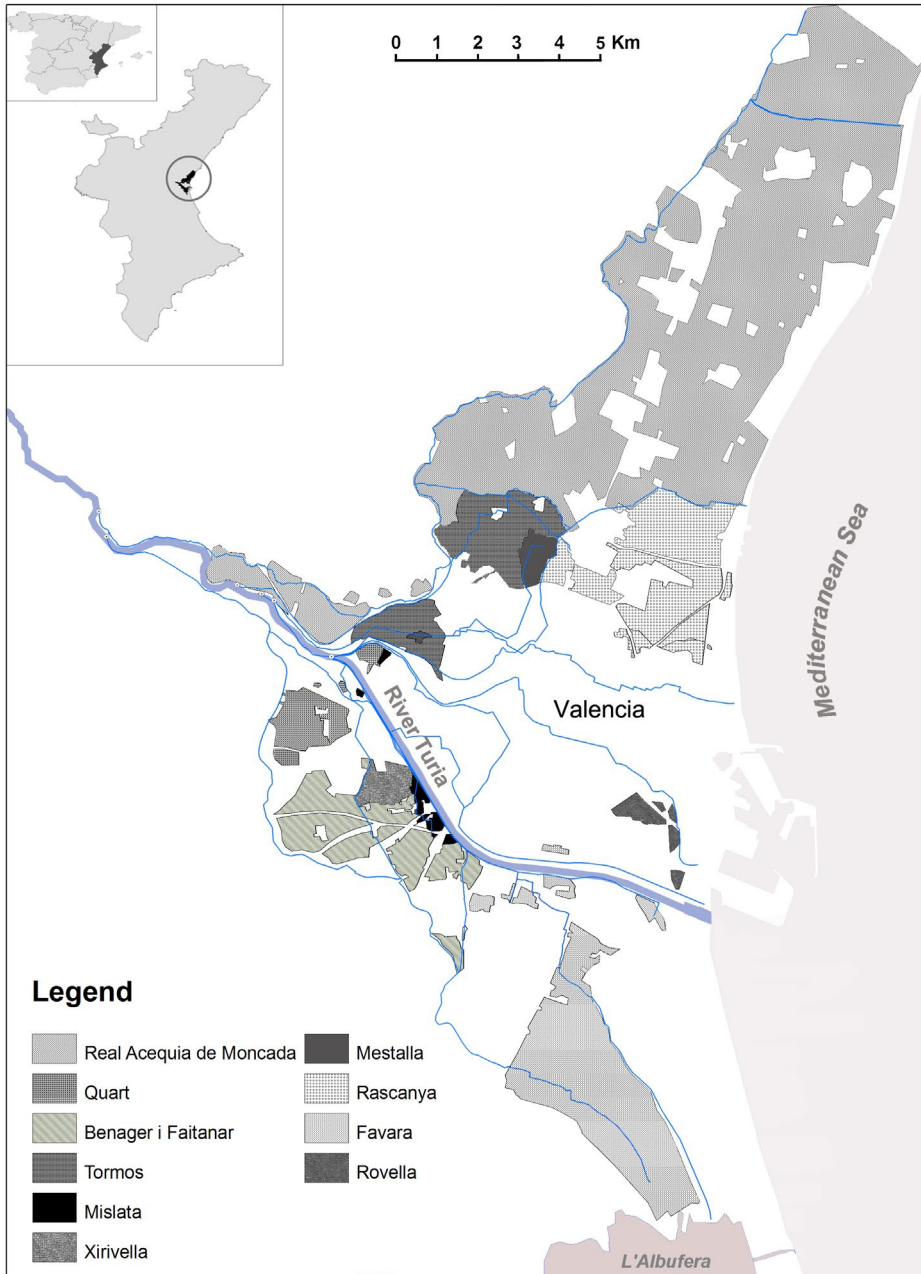 0 1 2 3 4 5 Km
Mediterranean Sea
River Turia
Valencia
Legend
Real Acequia de Moncada
Quart
Benager i Faitanar
Tormos
Mislata
Xirivella
Mestalla
Rascanya
Favara
Rovella
L'Albufera